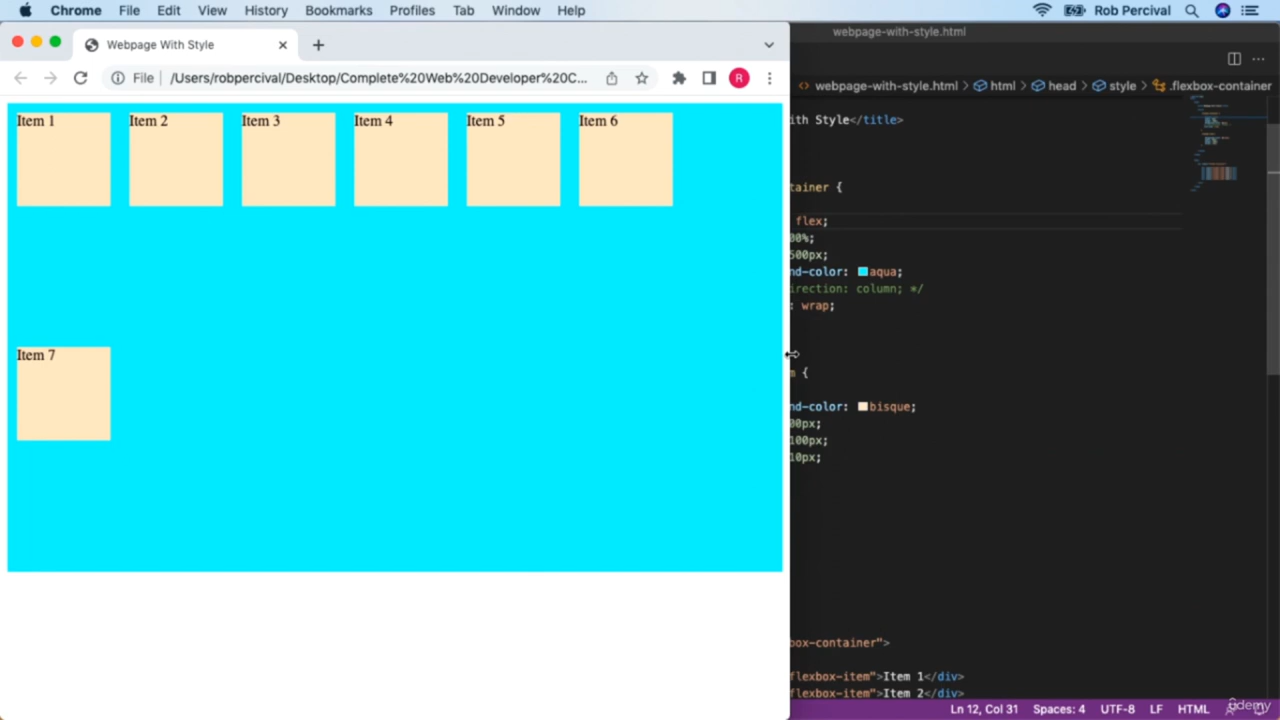 Chrome File Edit View History Bookmarks Profiles Tab Window Help Rob Percival
Webpage With Style
File /Users/robpercival/Desktop/Complete%20Web%20Developer%20C... R
Item 1 Item 2 Item 3 Item 4 Item 5 Item 6
Item 7
webpage-with-style.html
webpage-with-style.html > html > head > style > .flexbox-container
ith Style</title>
tainer {
flex;
00%;
500px;
nd-color: aqua;
irection: column; */
: wrap;
m {
nd-color: bisque;
00px;
100px;
10px;
box-container">
flexbox-item">Item 1</div>
flexbox-item">Item 2</div>
Ln 12, Col 31 Spaces: 4 UTF-8 LF HTML
ûdemy